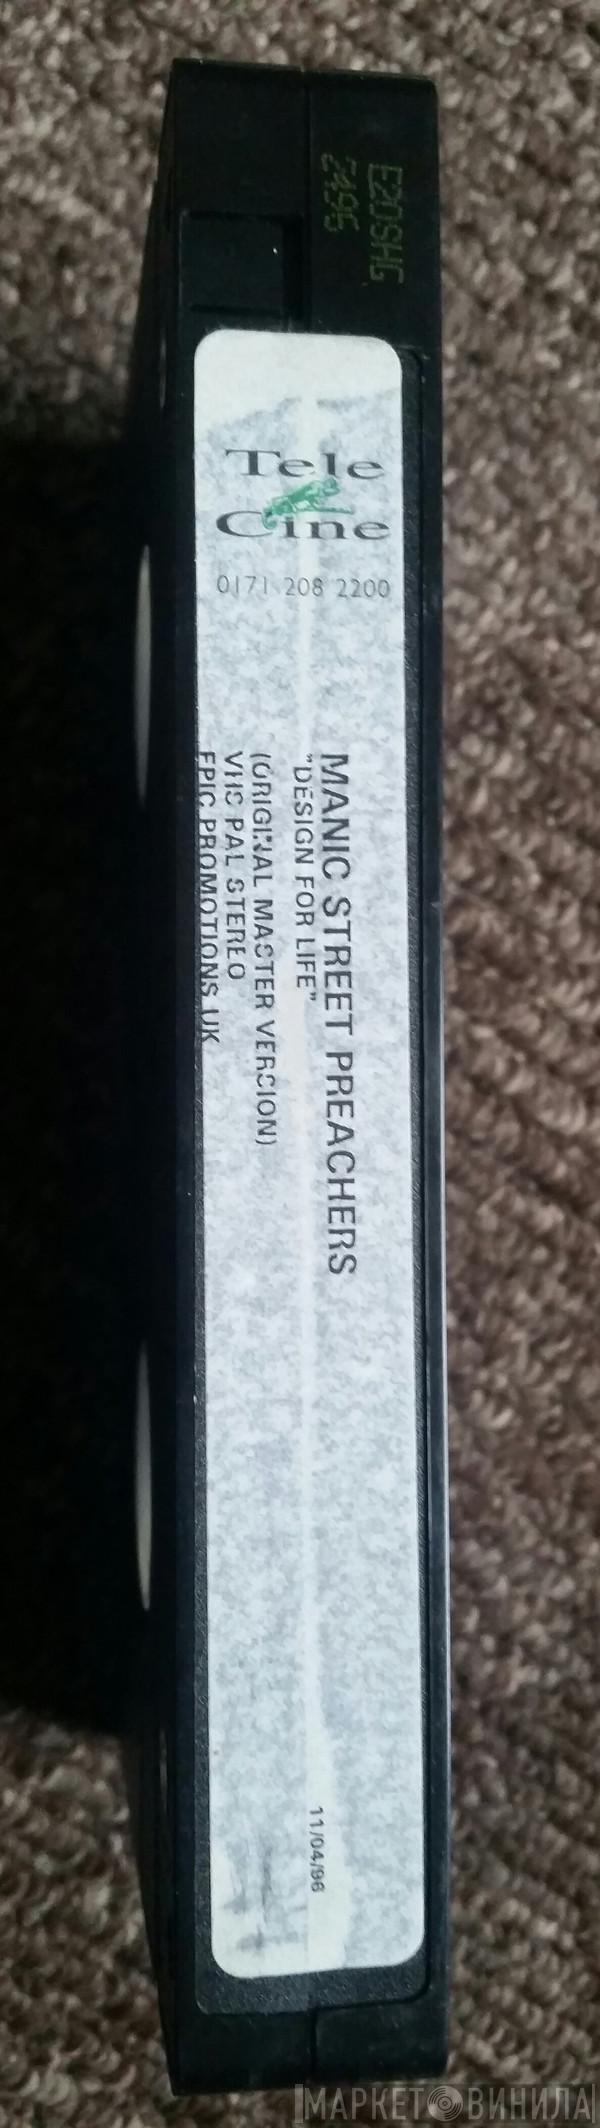 E20SHG
2496
Tele
Cine
0171 208 2200
MANIC STREET PREACHERS
"DESIGN FOR LIFE"
(ORIGINAL MASTER VERSION)
VHS PAL STEREO
EPIC PROMOTIONS UK
11/04/96
МАРКЕТ ВИНИЛА